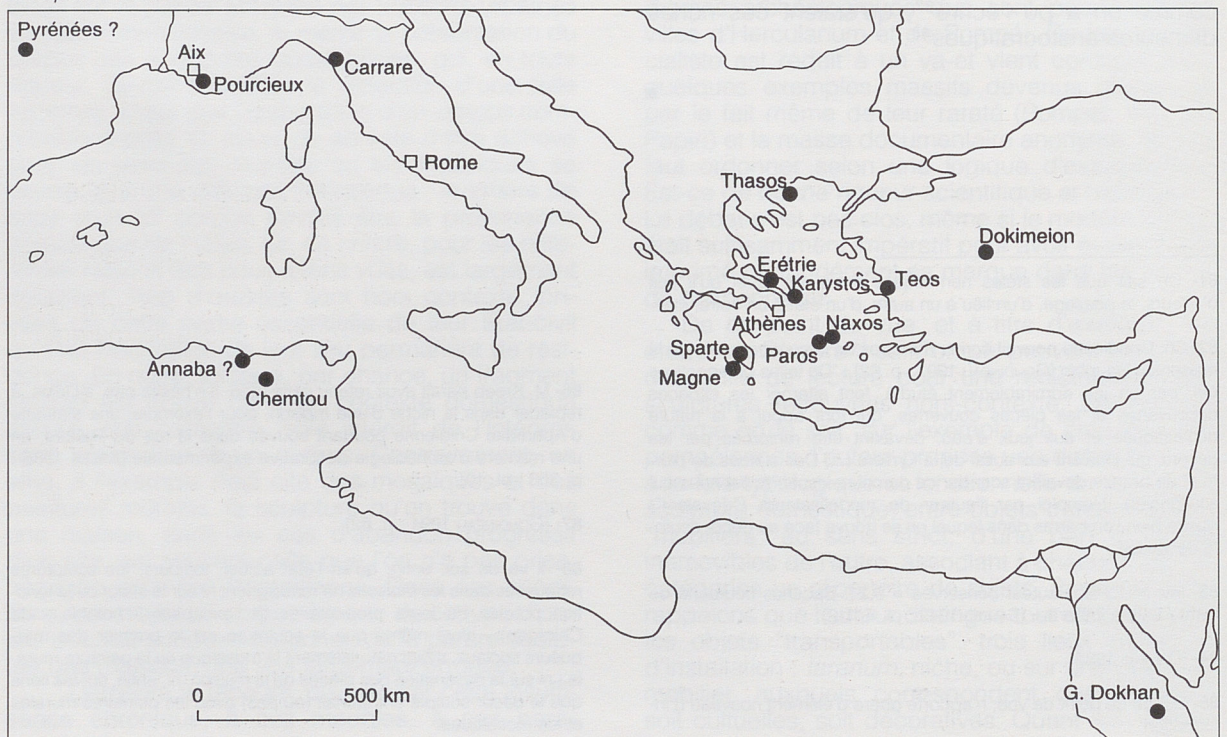 Pyrénées ?
Aix
Pourcieux
Carrare
Rome
Thasos
Dokimeion
Erétrie
Karystos
Teos
Athènes
Naxos
Sparte
Paros
Magne
Annaba ?
Chemtou
0 500 km
G. Dokhan